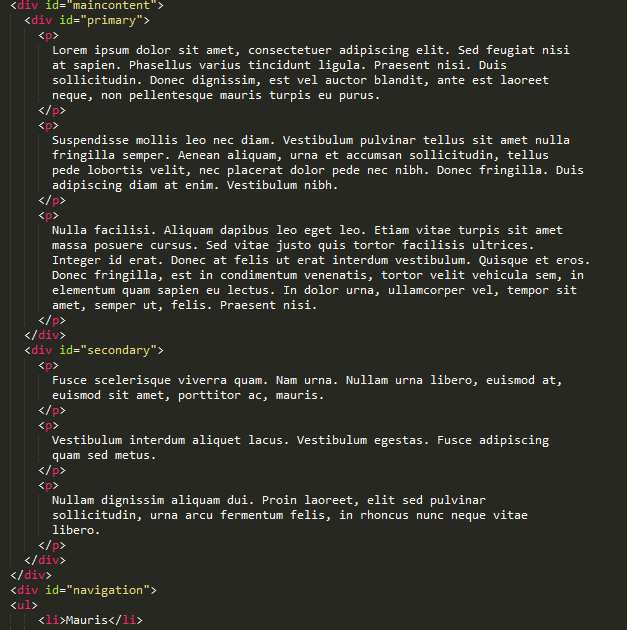 <div id="maincontent">
<div id="primary">
<p>
Lorem ipsum dolor sit amet, consectetuer adipiscing elit. Sed feugiat nisi
at sapien. Phasellus varius tincidunt ligula. Praesent nisi. Duis
sollicitudin. Donec dignissim, est vel auctor blandit, ante est laoreet
neque, non pellentesque mauris turpis eu purus.
</p>
<p>
Suspendisse mollis leo nec diam. Vestibulum pulvinar tellus sit amet nulla
fringilla semper. Aenean aliquam, urna et accumsan sollicitudin, tellus
pede lobortis velit, nec placerat dolor pede nec nibh. Donec fringilla. Duis
adipiscing diam at enim. Vestibulum nibh.
</p>
<p>
Nulla facilisi. Aliquam dapibus leo eget leo. Etiam vitae turpis sit amet
massa posuere cursus. Sed vitae justo quis tortor facilisis ultrices.
Integer id erat. Donec at felis ut erat interdum vestibulum. Quisque et eros.
Donec fringilla, est in condimentum venenatis, tortor velit vehicula sem, in
elementum quam sapien eu lectus. In dolor urna, ullamcorper vel, tempor sit
amet, semper ut, felis. Praesent nisi.
</p>
</div>
<div id="secondary">
<p>
Fusce scelerisque viverra quam. Nam urna. Nullam urna libero, euismod at,
euismod sit amet, porttitor ac, mauris.
</p>
<p>
Vestibulum interdum aliquet lacus. Vestibulum egestas. Fusce adipiscing
quam sed metus.
</p>
<p>
Nullam dignissim aliquam dui. Proin laoreet, elit sed pulvinar
sollicitudin, urna arcu fermentum felis, in rhoncus nunc neque vitae
libero.
</p>
</div>
</div>
<div id="navigation">
<ul>
<li>Mauris</li>